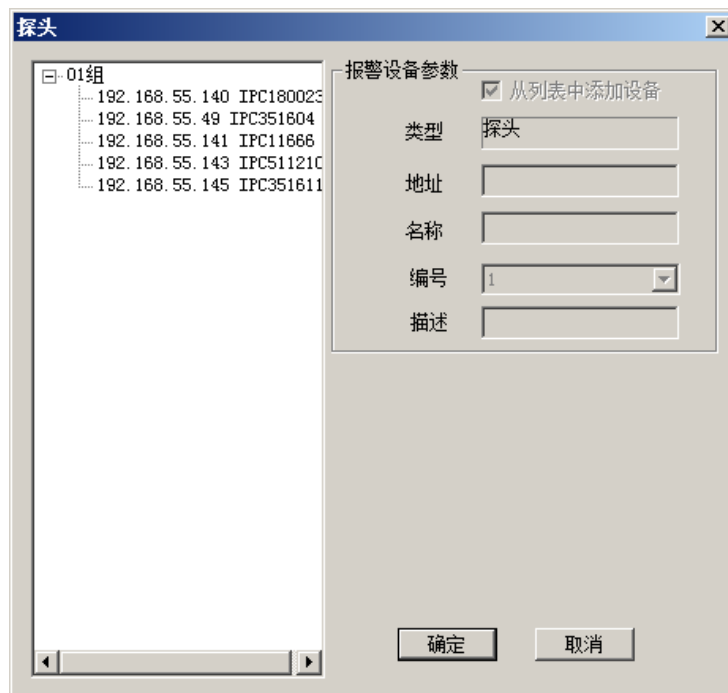 探头
01组
192.168.55.140 IPC180023
192.168.55.49 IPC351604
192.168.55.141 IPC11666
192.168.55.143 IPC511210
192.168.55.145 IPC351611
报警设备参数
从列表中添加设备
类型 探头
地址
名称
编号 1
描述
确定 取消